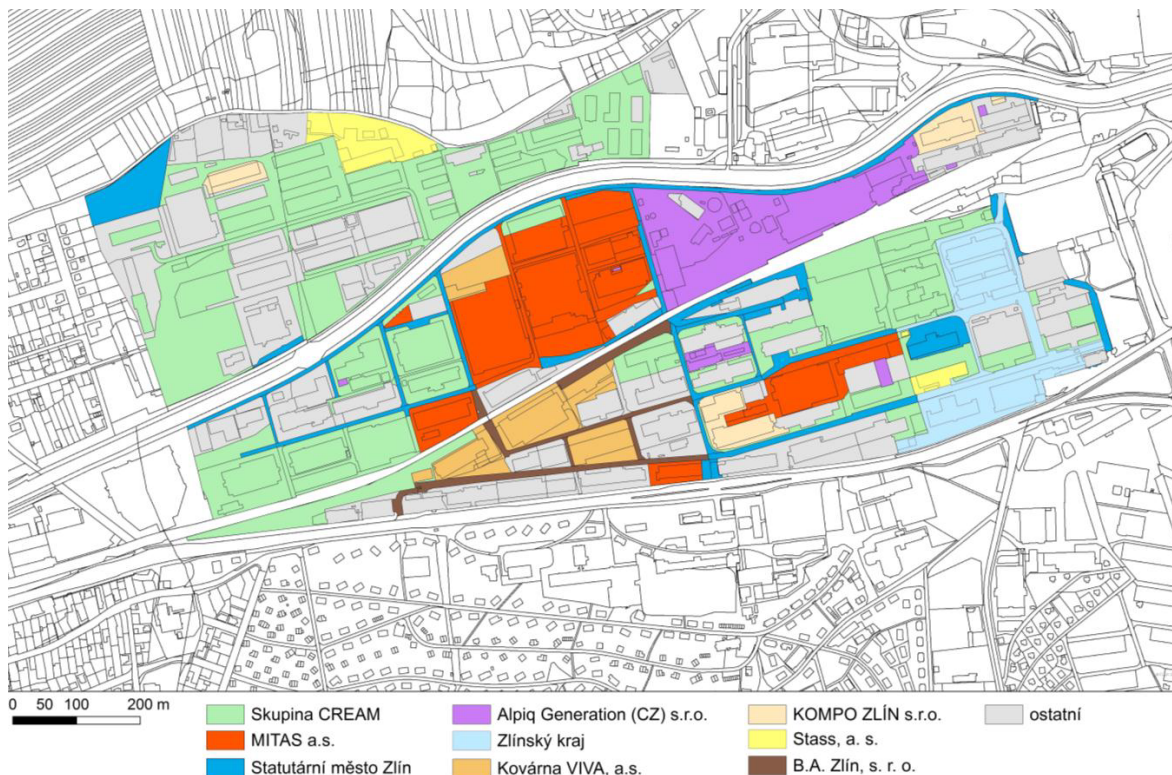 0 50 100 200 m
Skupina CREAM
MITAS a.s.
Statutární město Zlín
Alpiq Generation (CZ) s.r.o.
Zlínský kraj
Kovárna VIVA, a.s.
KOMPO ZLÍN s.r.o.
Stass, a. s.
B.A. Zlín, s. r. o.
ostatní